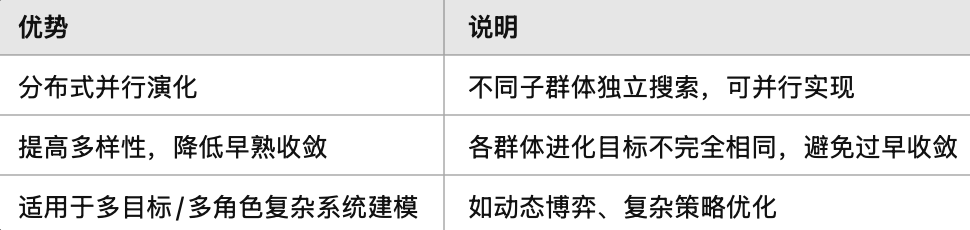 优势 说明
分布式并行演化 不同子群体独立搜索，可并行实现
提高多样性，降低早熟收敛 各群体进化目标不完全相同，避免过早收敛
适用于多目标/多角色复杂系统建模 如动态博弈、复杂策略优化